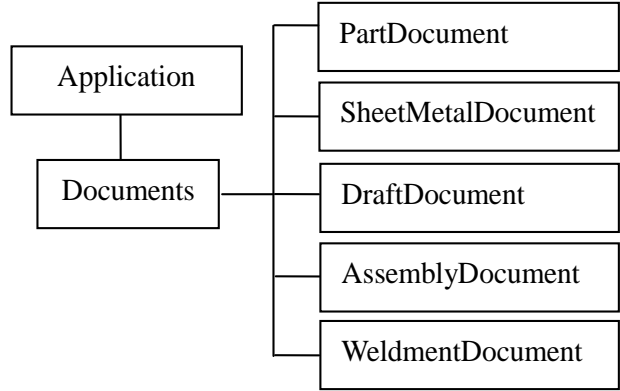 Application
Documents
PartDocument
SheetMetalDocument
DraftDocument
AssemblyDocument
WeldmentDocument